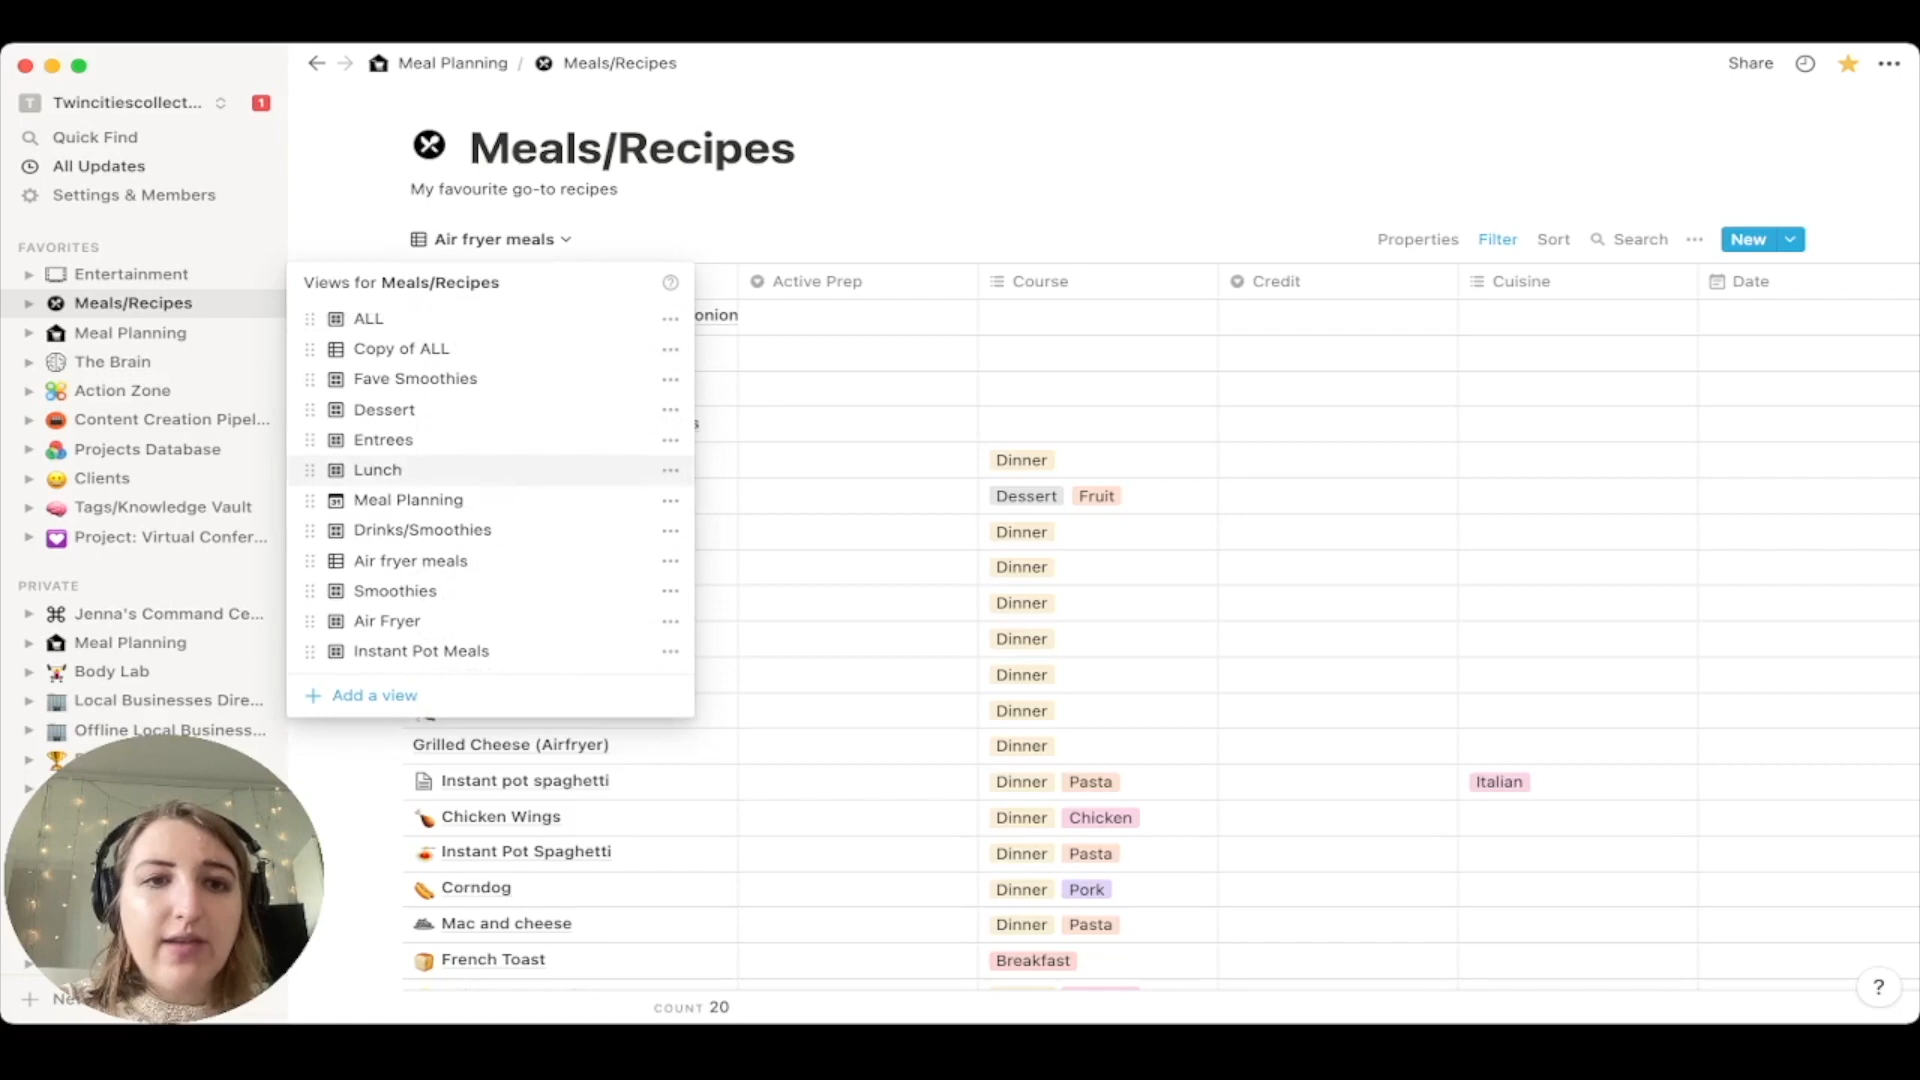 Meal Planning / Meals/Recipes
Share
T Twincitiescollect... 1
Quick Find
All Updates
Settings & Members
FAVORITES
Entertainment
Meals/Recipes
Meal Planning
The Brain
Action Zone
Content Creation Pipel...
Projects Database
Clients
Tags/Knowledge Vault
Project: Virtual Confer...
PRIVATE
Jenna's Command Ce...
Meal Planning
Body Lab
Local Businesses Dire...
Offline Local Business...
Meals/Recipes
My favourite go-to recipes
Air fryer meals
Properties Filter Sort Search ... New
Views for Meals/Recipes
ALL
Copy of ALL
Fave Smoothies
Dessert
Entrees
Lunch
31 Meal Planning
Drinks/Smoothies
Air fryer meals
Smoothies
Air Fryer
Instant Pot Meals
+ Add a view
Active Prep Course Credit Cuisine Date
onion
s
Dinner
Dessert Fruit
Dinner
Dinner
Dinner
Dinner
Dinner
Dinner
Grilled Cheese (Airfryer) Dinner
Instant pot spaghetti Dinner Pasta Italian
Chicken Wings Dinner Chicken
Instant Pot Spaghetti Dinner Pasta
Corndog Dinner Pork
Mac and cheese Dinner Pasta
French Toast Breakfast
COUNT 20
?